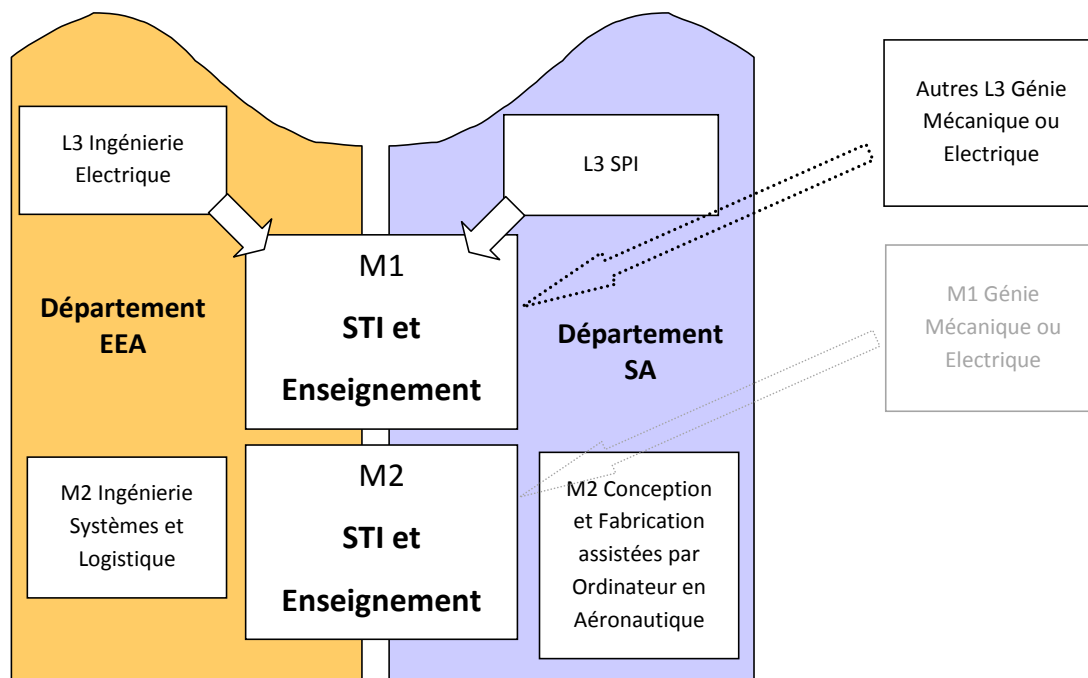 L3 Ingénierie
Electrique
L3 SPI
Autres L3 Génie
Mécanique ou
Electrique
Département
EEA
M1
STI et
Enseignement
Département
SA
M1 Génie
Mécanique ou
Electrique
M2 Ingénierie
Systèmes et
Logistique
M2
STI et
Enseignement
M2 Conception
et Fabrication
assistées par
Ordinateur en
Aéronautique